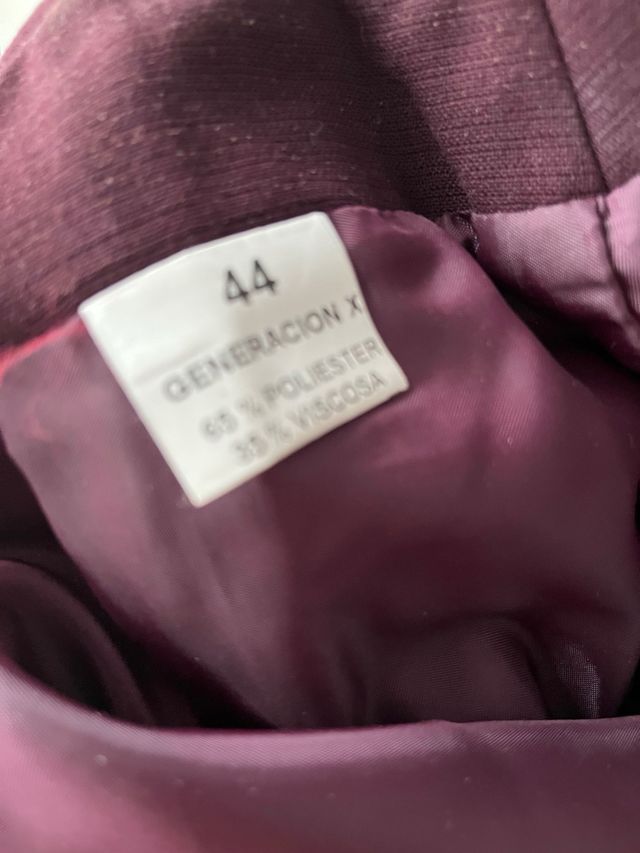 44
GENERACION X
65 % POLIESTER
35 % VISCOSA